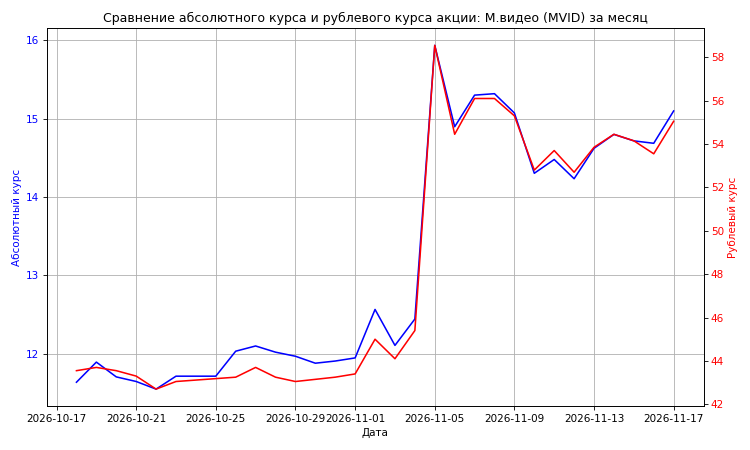 Сравнение абсолютного курса и рублевого курса акции: М.видео (MVID) за месяц
16
15
14
13
12
Абсолютный курс
58
56
54
52
50
48
46
44
42
Рублевый курс
2026-10-17 2026-10-21 2026-10-25 2026-10-29 2026-11-01 2026-11-05 2026-11-09 2026-11-13 2026-11-17
Дата